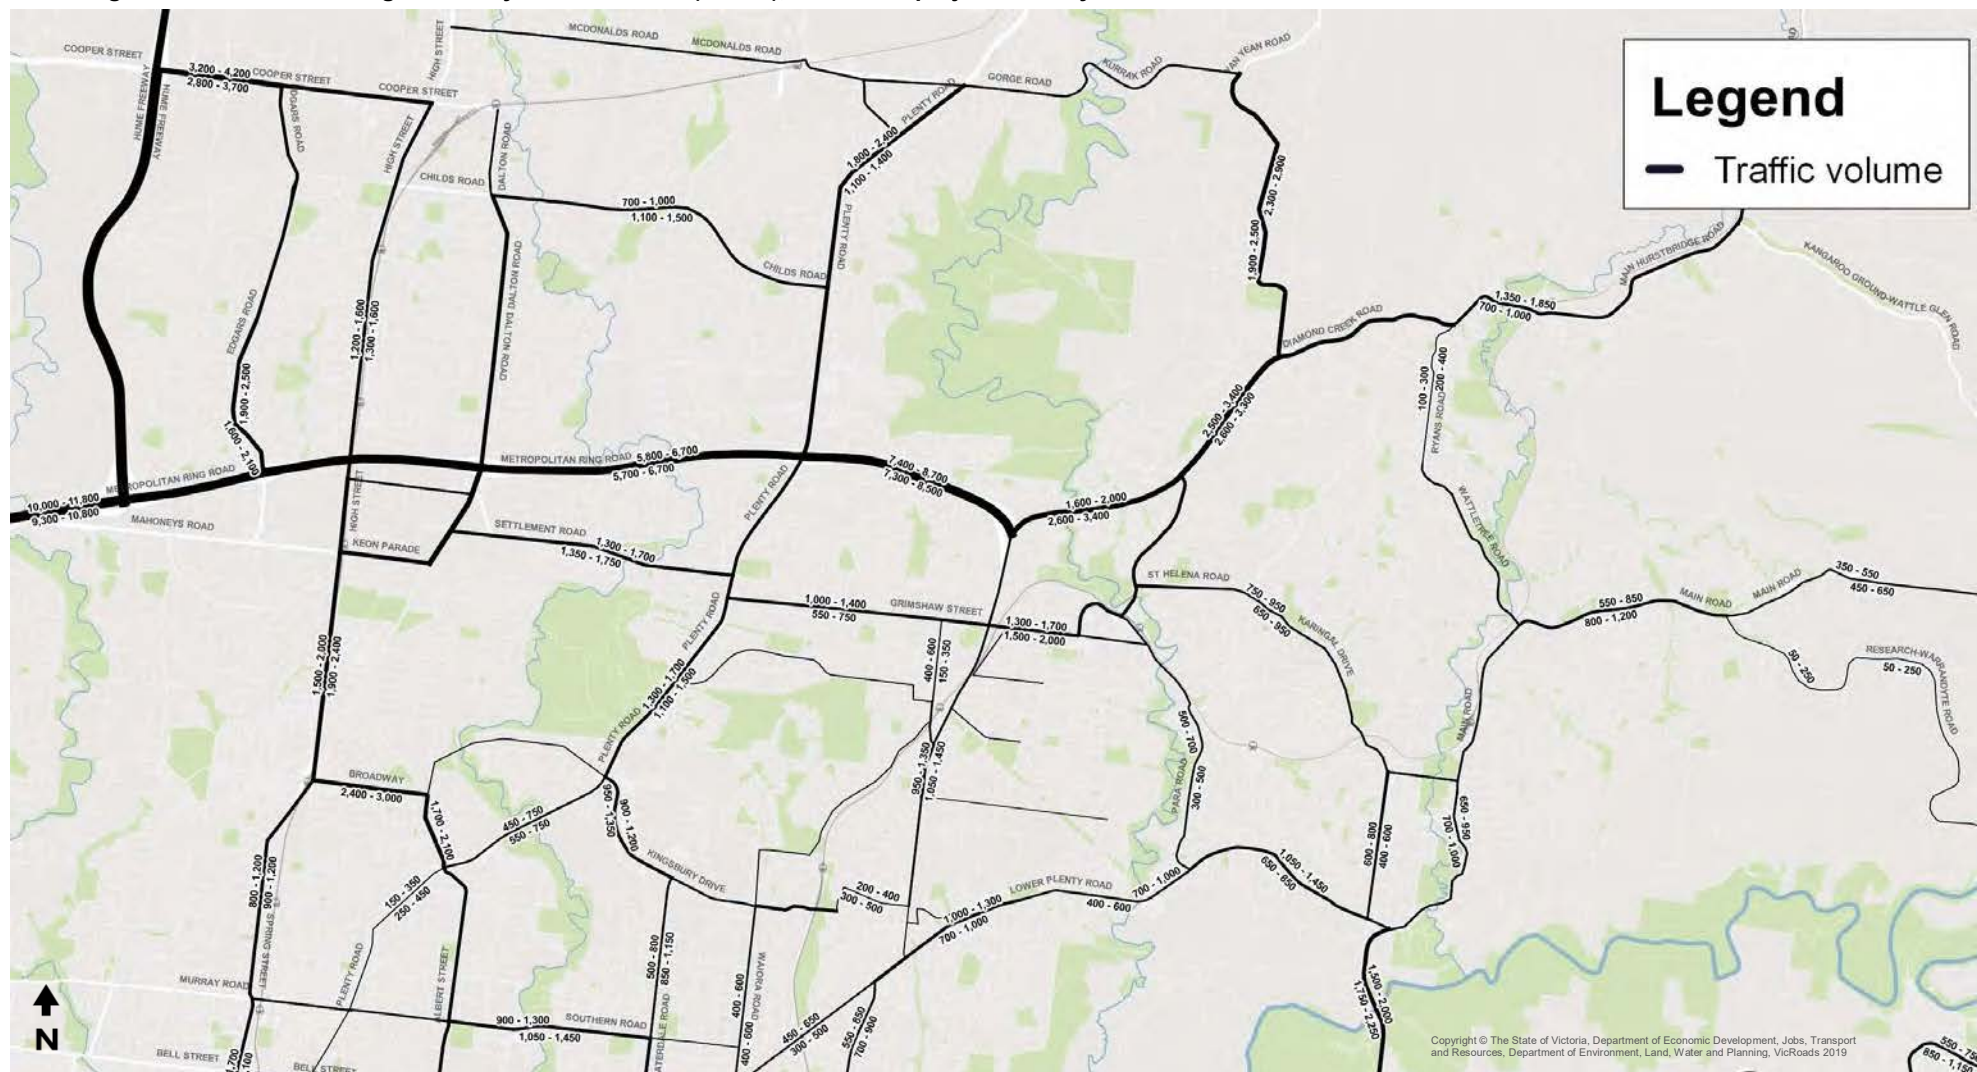 COOPER STREET
3,200 - 4,200
COOPER STREET
2,800 - 3,700
COOPER STREET
HIGH STREET
MCDONALDS ROAD
MCDONALDS ROAD
GORGE ROAD
KURRAK ROAD
YAN YEAN ROAD
Legend
Traffic volume
HUME FREEWAY
HUME FREEWAY
HIGH STREET
DALTON ROAD
CHILDS ROAD
700 - 1,000
1,100 - 1,500
CHILDS ROAD
PLENTY ROAD
1,800 - 2,400
1,100 - 1,400
PLENTY ROAD
2,300 - 2,900
1,900 - 2,500
MAIN HURSTBRIDGE ROAD
KANGAROO GROUND-WATTLE GLEN ROAD
1,350 - 1,850
700 - 1,000
DIAMOND CREEK ROAD
EDGARS ROAD
1,200 - 1,600
1,300 - 1,600
DALTON ROAD
DALTON ROAD
1,900 - 2,500
1,600 - 2,100
100 - 300
200 - 400
RYANS ROAD
2,500 - 3,400
2,600 - 3,300
METROPOLITAN RING ROAD
5,800 - 6,700
5,700 - 6,700
7,400 - 8,700
7,300 - 8,500
METROPOLITAN RING ROAD
10,000 - 11,800
9,300 - 10,800
MAHONEYS ROAD
HIGH STREET
KEON PARADE
SETTLEMENT ROAD
1,300 - 1,700
1,350 - 1,750
PLENTY ROAD
1,600 - 2,000
2,600 - 3,400
WATTLETREE ROAD
ST HELENA ROAD
750 - 950
650 - 950
KARINGAL DRIVE
1,000 - 1,400
550 - 750
GRIMSHAW STREET
1,300 - 1,700
1,500 - 2,000
PLENTY ROAD
550 - 850
800 - 1,200
MAIN ROAD
MAIN ROAD
350 - 550
450 - 650
50 - 250
RESEARCH-WARRANDYTE ROAD
50 - 250
1,500 - 2,000
1,900 - 2,400
1,300 - 1,700
1,100 - 1,500
PLENTY ROAD
400 - 600
150 - 350
500 - 700
300 - 500
PARA ROAD
MAIN ROAD
BROADWAY
2,400 - 3,000
1,700 - 2,100
450 - 750
550 - 750
950 - 1,350
900 - 1,200
KINGSBURY DRIVE
950 - 1,350
1,050 - 1,450
650 - 950
700 - 1,000
600 - 800
400 - 600
1,050 - 1,450
650 - 850
800 - 1,200
900 - 1,200
SPRING STREET
150 - 350
250 - 450
200 - 400
300 - 500
1,000 - 1,300
700 - 1,000
LOWER PLENTY ROAD
700 - 1,000
400 - 600
MURRAY ROAD
PLENTY ROAD
ALBERT STREET
500 - 800
850 - 1,150
WAIORA ROAD
400 - 600
400 - 600
900 - 1,300
1,050 - 1,450
SOUTHERN ROAD
450 - 650
300 - 500
550 - 850
700 - 900
1,500 - 2,000
1,750 - 2,250
N
BELL STREET
BELL STREET
Copyright © The State of Victoria, Department of Economic Development, Jobs, Transport
and Resources, Department of Environment, Land, Water and Planning, VicRoads 2019
850 - 1,150